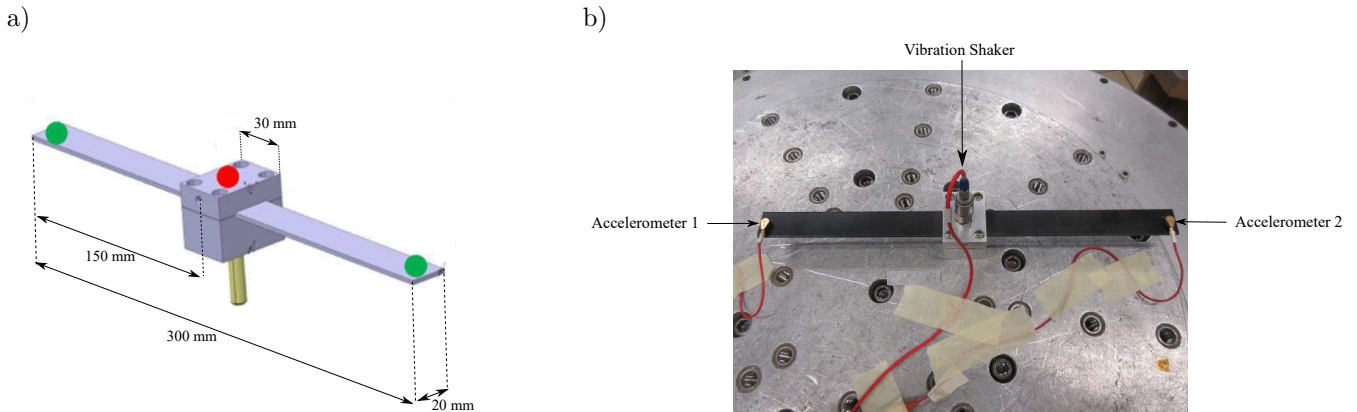 a)
b)
Vibration Shaker
30 mm
Accelerometer 1
Accelerometer 2
150 mm
300 mm
20 mm